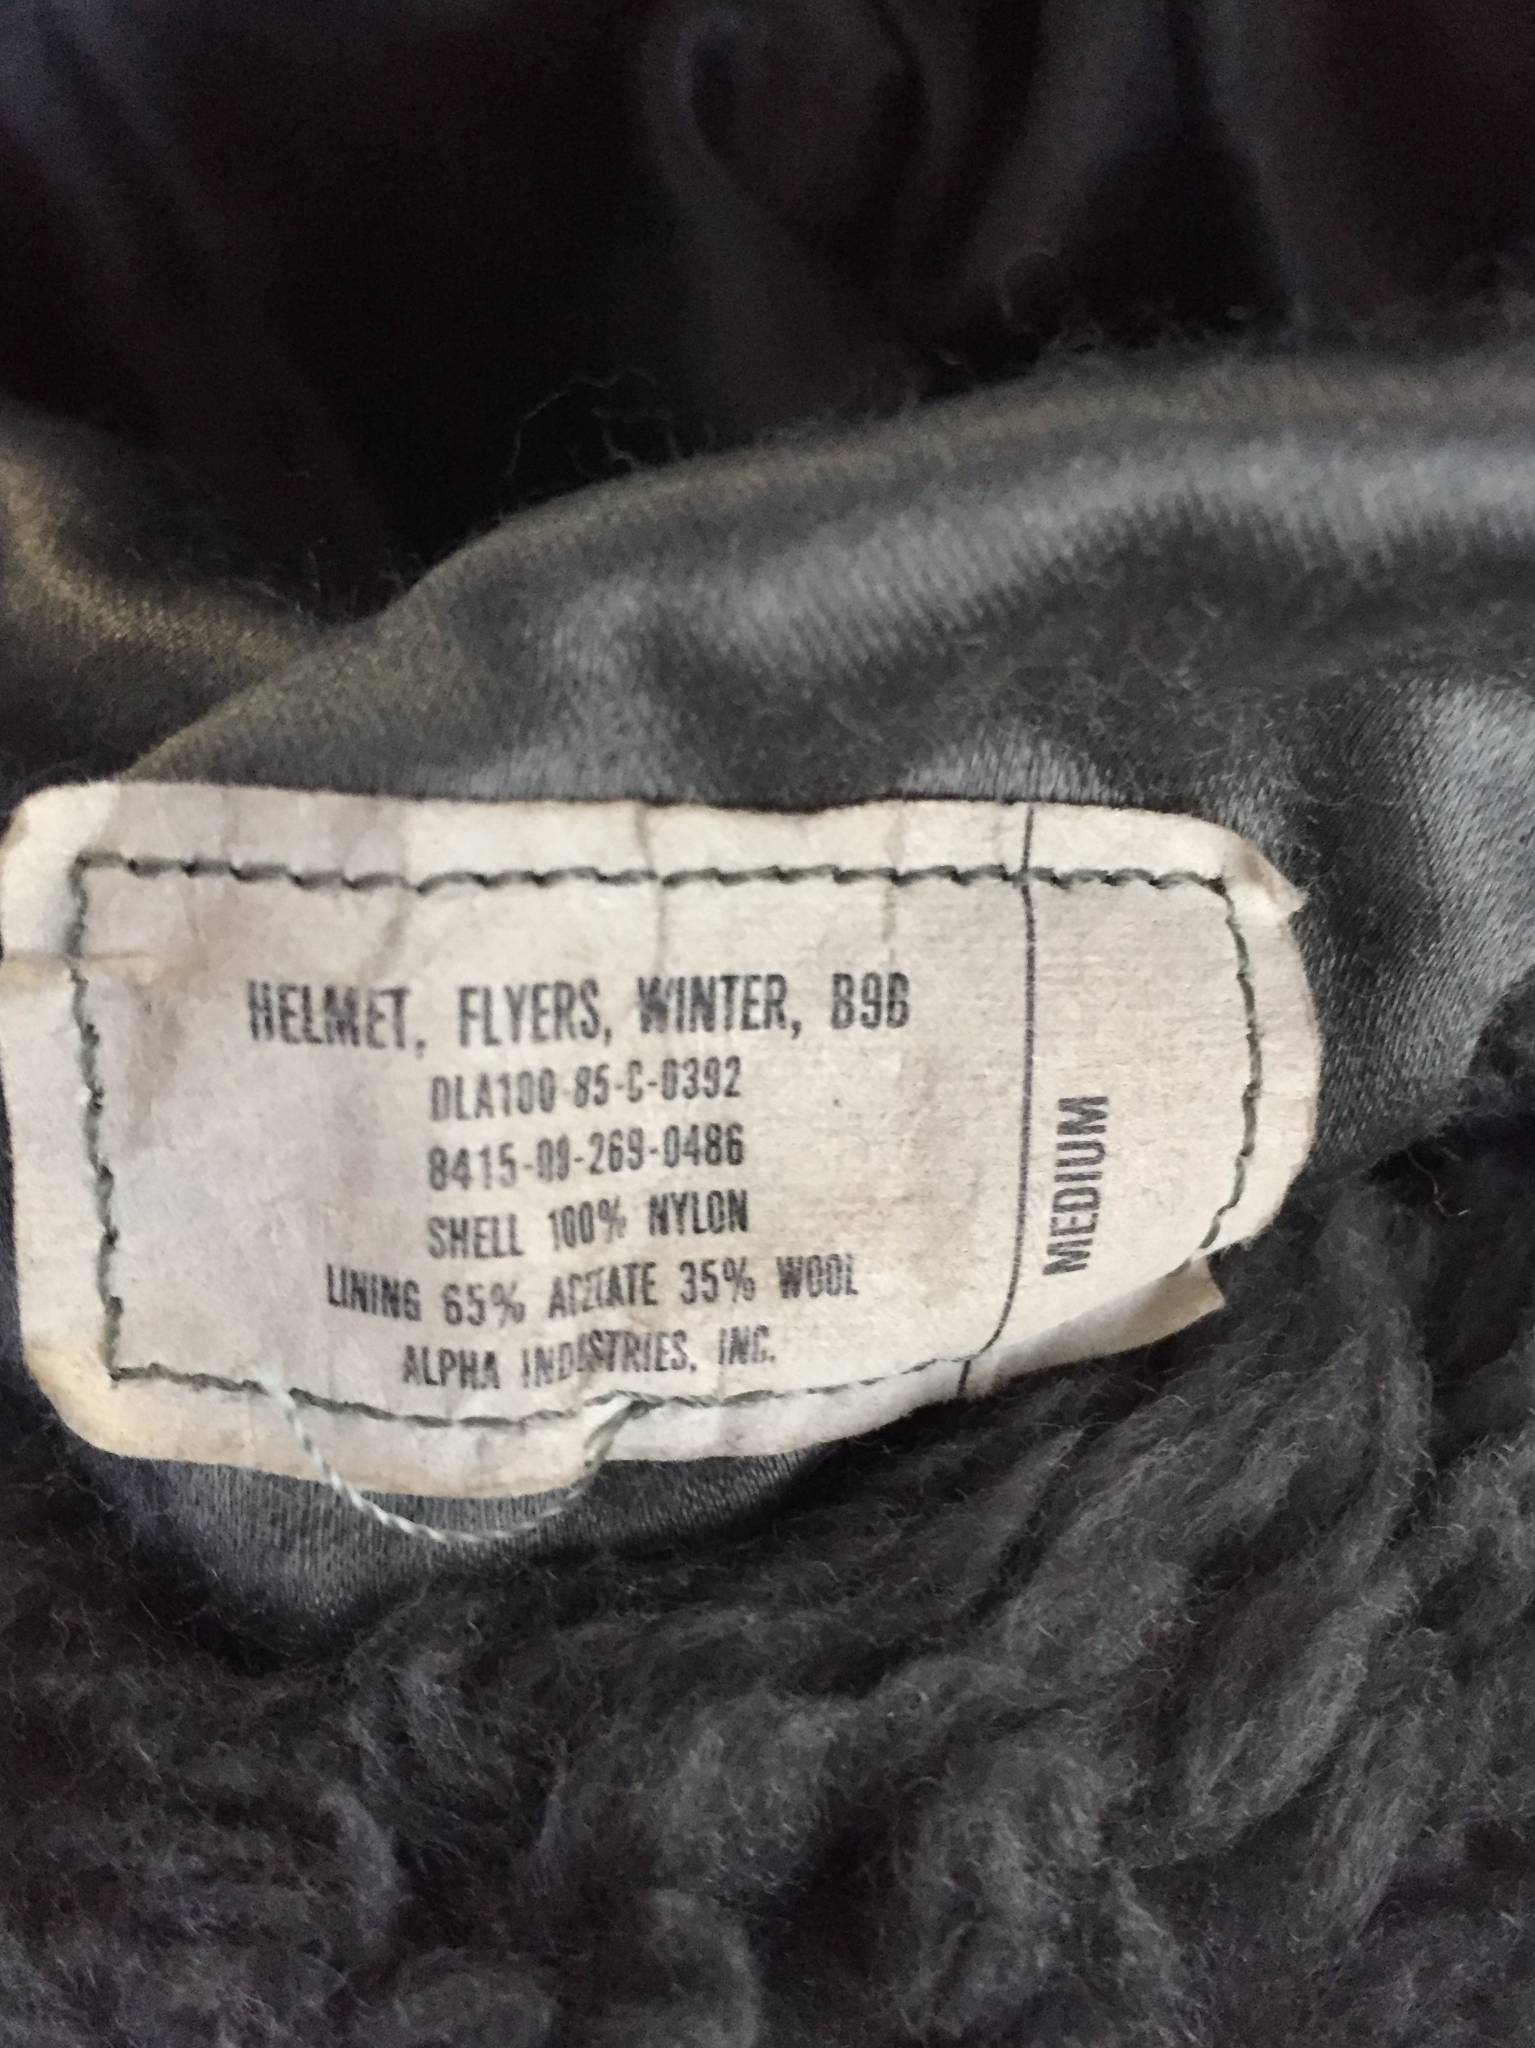 HELMET, FLYERS, WINTER, B9B
DLA100-85-C-0392
8415-00-269-0486
SHELL 100% NYLON
LINING 65% ACETATE 35% WOOL
ALPHA INDUSTRIES, INC.
MEDIUM